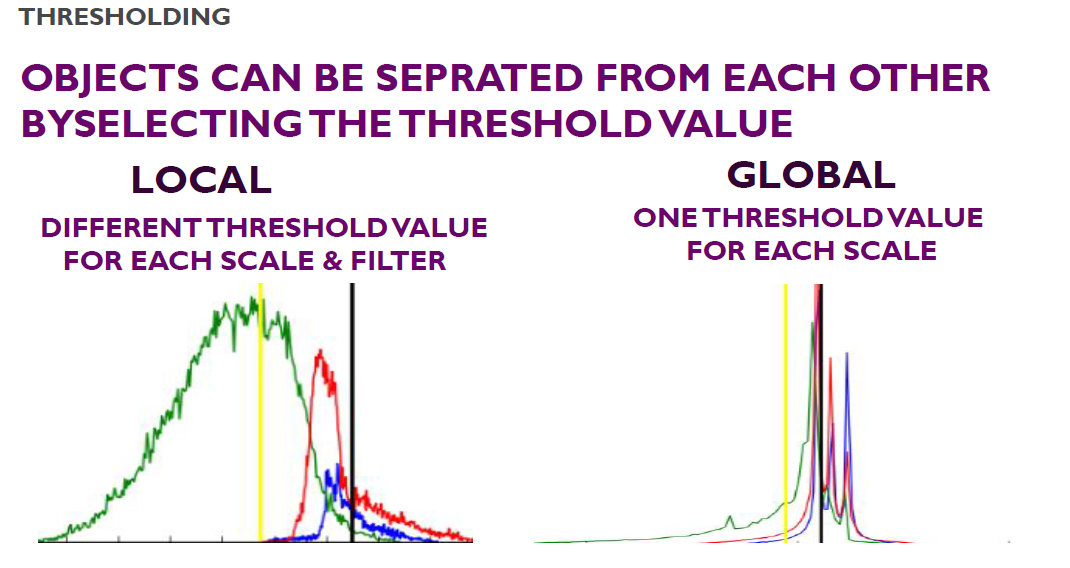 THRESHOLDING
OBJECTS CAN BE SEPRATED FROM EACH OTHER
BYSELECTING THE THRESHOLD VALUE
LOCAL
DIFFERENT THRESHOLD VALUE
FOR EACH SCALE & FILTER
GLOBAL
ONE THRESHOLD VALUE
FOR EACH SCALE